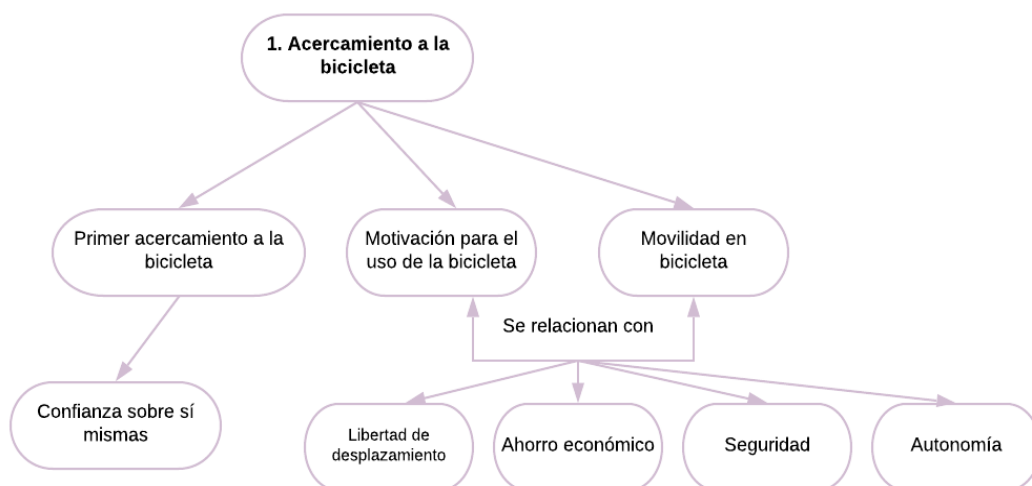 1. Acercamiento a la
bicicleta
Primer acercamiento a la
bicicleta
Motivación para el
uso de la bicicleta
Movilidad en
bicicleta
Se relacionan con
Confianza sobre sí
mismas
Libertad de
desplazamiento
Ahorro económico
Seguridad
Autonomía